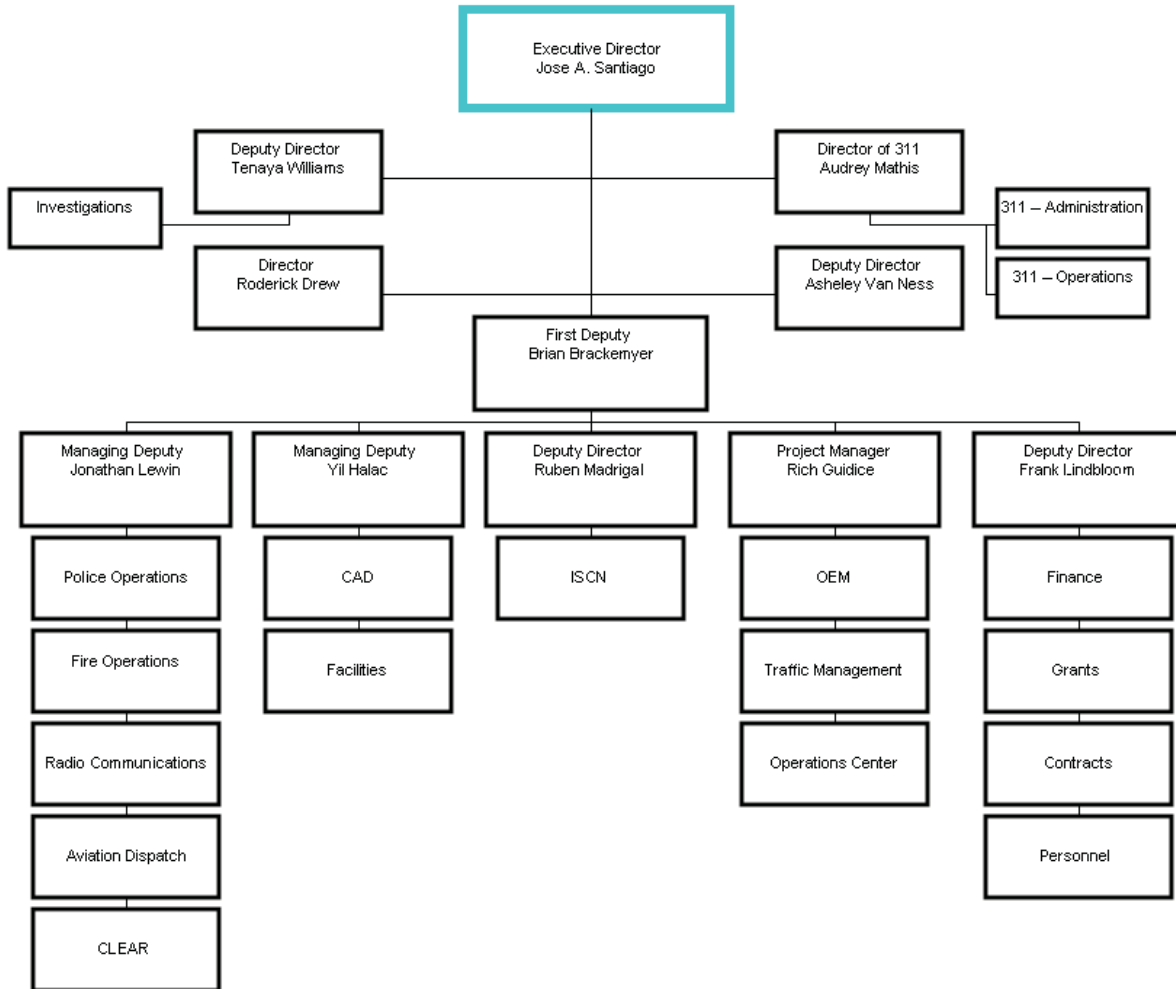 Executive Director
Jose A. Santiago
Deputy Director
Tenaya Williams
Director of 311
Audrey Mathis
Investigations
311 – Administration
Director
Roderick Drew
Deputy Director
Asheley Van Ness
311 – Operations
First Deputy
Brian Brackemyer
Managing Deputy
Jonathan Lewin
Managing Deputy
Yil Halac
Deputy Director
Ruben Madrigal
Project Manager
Rich Guidice
Deputy Director
Frank Lindbloom
Police Operations
CAD
ISCN
OEM
Finance
Fire Operations
Facilities
Traffic Management
Grants
Radio Communications
Operations Center
Contracts
Aviation Dispatch
Personnel
CLEAR